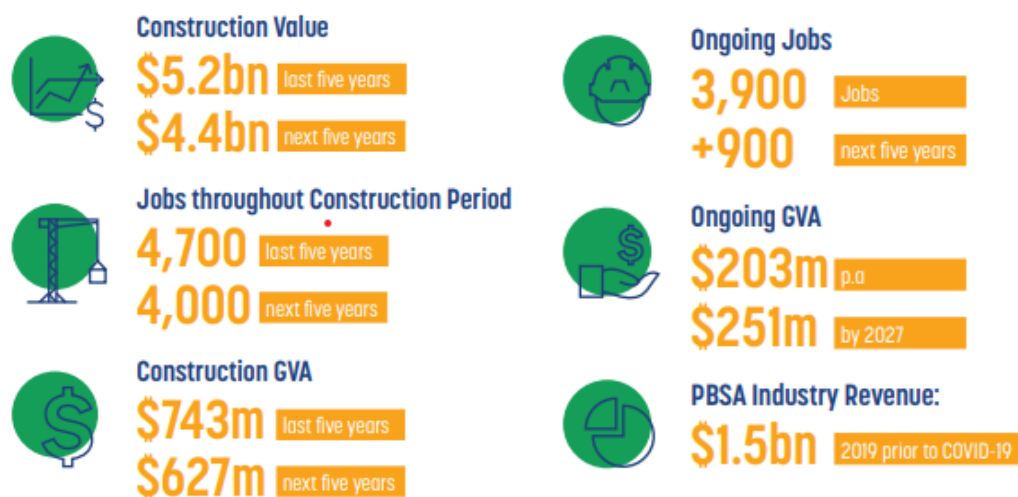 Construction Value
$5.2bn last five years
$4.4bn next five years
Jobs throughout Construction Period
4,700 last five years
4,000 next five years
Construction GVA
$743m last five years
$627m next five years
Ongoing Jobs
3,900 Jobs
+900 next five years
Ongoing GVA
$203m p.a
$251m by 2027
PBSA Industry Revenue:
$1.5bn 2019 prior to COVID-19